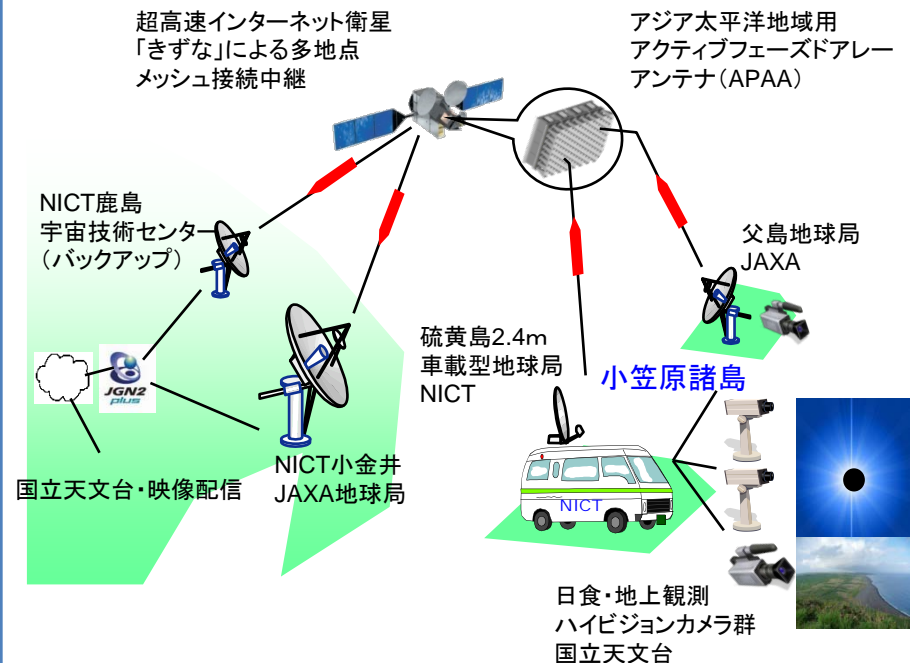 超高速インターネット衛星
「きずな」による多地点
メッシュ接続中継
アジア太平洋地域用
アクティブフェーズドアレー
アンテナ（APAA）
NICT鹿島
宇宙技術センター
（バックアップ）
父島地球局
JAXA
硫黄島2.4m
車載型地球局
NICT
小笠原諸島
JGN2
plus
NICT小金井
JAXA地球局
国立天文台・映像配信
NICT
日食・地上観測
ハイビジョンカメラ群
国立天文台